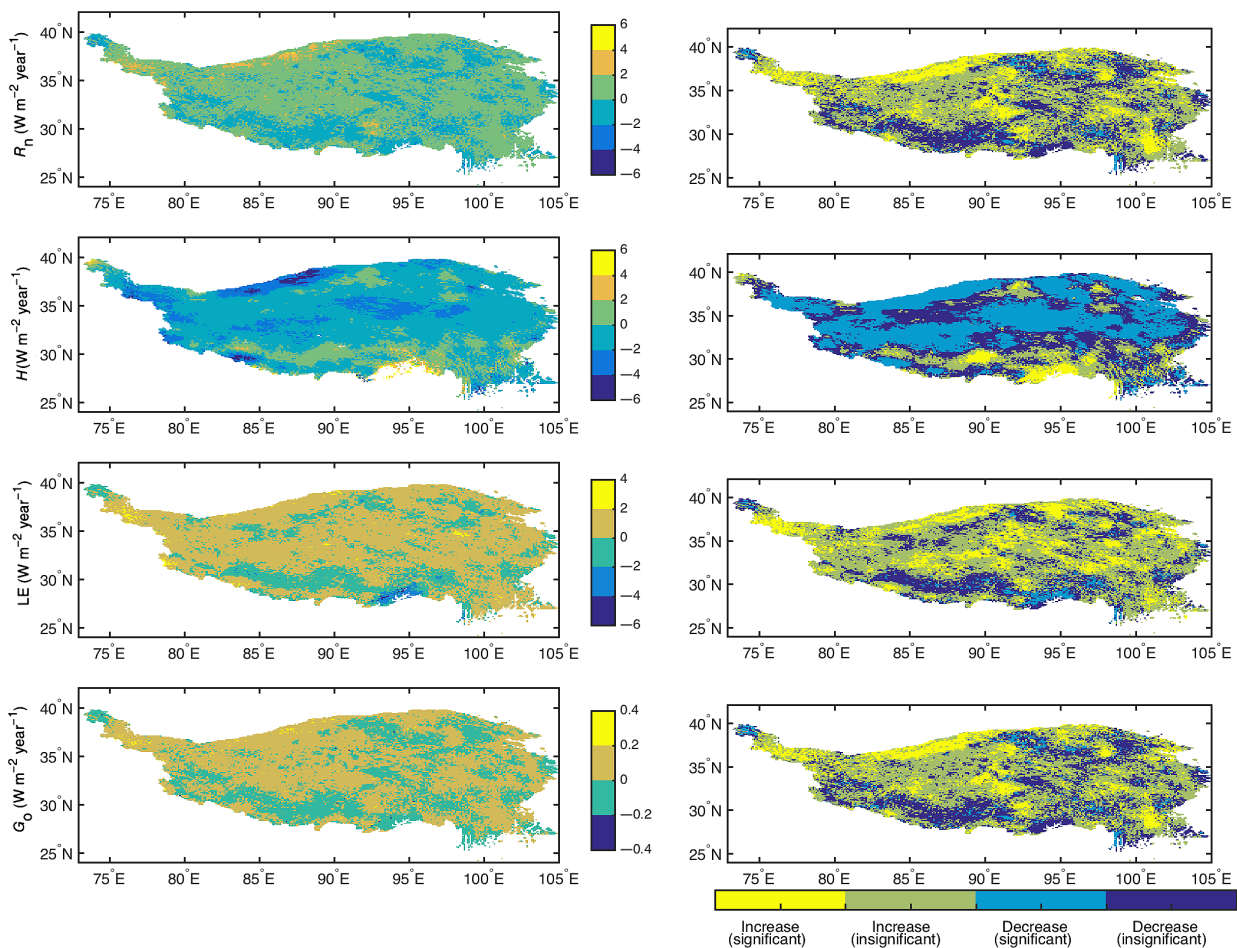 R_n (W m⁻² year⁻¹)
40°N
35°N
30°N
25°N
75°E 80°E 85°E 90°E 95°E 100°E 105°E
6
4
2
0
−2
−4
−6
40°N
35°N
30°N
25°N
75°E 80°E 85°E 90°E 95°E 100°E 105°E
H(W m⁻² year⁻¹)
40°N
35°N
30°N
25°N
75°E 80°E 85°E 90°E 95°E 100°E 105°E
6
4
2
0
−2
−4
−6
40°N
35°N
30°N
25°N
75°E 80°E 85°E 90°E 95°E 100°E 105°E
LE (W m⁻² year⁻¹)
40°N
35°N
30°N
25°N
75°E 80°E 85°E 90°E 95°E 100°E 105°E
4
2
0
−2
−4
−6
40°N
35°N
30°N
25°N
75°E 80°E 85°E 90°E 95°E 100°E 105°E
G_o (W m⁻² year⁻¹)
40°N
35°N
30°N
25°N
75°E 80°E 85°E 90°E 95°E 100°E 105°E
0.4
0.2
0
−0.2
−0.4
40°N
35°N
30°N
25°N
75°E 80°E 85°E 90°E 95°E 100°E 105°E
Increase Increase Decrease Decrease
(significant) (insignificant) (significant) (insignificant)